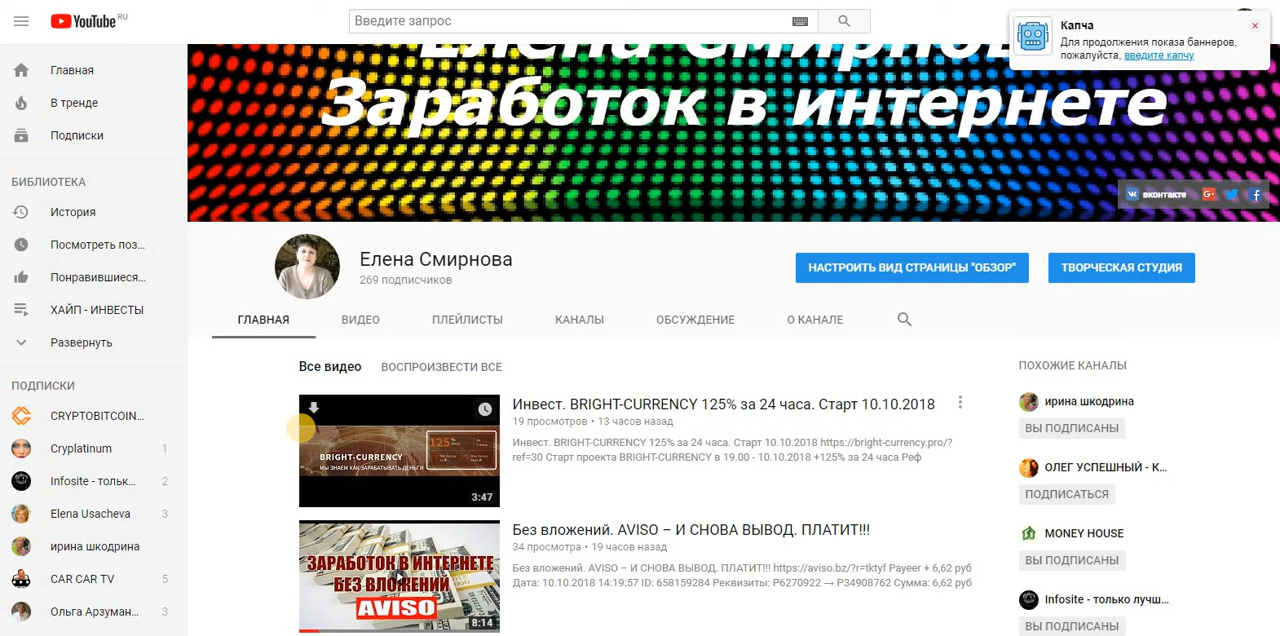 YouTube RU
Введите запрос
Капча
Для продолжения показа баннеров,
пожалуйста, введите капчу
Елена Смирнова
Заработок в интернете
вконтакте
G+
Главная
В тренде
Подписки
БИБЛИОТЕКА
История
Посмотреть поз...
Понравившиеся...
ХАЙП - ИНВЕСТЫ
Развернуть
ПОДПИСКИ
CRYPTOBITCOIN...
Cryplatinum 1
Infosite - тольк... 2
Elena Usacheva 3
ирина шкодрина
CAR CAR TV 5
Ольга Арзуман... 3
Елена Смирнова
269 подписчиков
НАСТРОИТЬ ВИД СТРАНИЦЫ "ОБЗОР"
ТВОРЧЕСКАЯ СТУДИЯ
ГЛАВНАЯ ВИДЕО ПЛЕЙЛИСТЫ КАНАЛЫ ОБСУЖДЕНИЕ О КАНАЛЕ
Все видео ВОСПРОИЗВЕСТИ ВСЕ
125%
BRIGHT-CURRENCY
МЫ ЗНАЕМ КАК ЗАРАБАТЫВАТЬ ДЕНЬГИ
3:47
Инвест. BRIGHT-CURRENCY 125% за 24 часа. Старт 10.10.2018
19 просмотров • 13 часов назад
Инвест. BRIGHT-CURRENCY 125% за 24 часа. Старт 10.10.2018 https://bright-currency.pro/?
ref=30 Старт проекта BRIGHT-CURRENCY в 19.00 - 10.10.2018 +125% за 24 часа Реф
ЗАРАБОТОК В ИНТЕРНЕТЕ
БЕЗ ВЛОЖЕНИЙ
AVISO
8:14
Без вложений. AVISO – И СНОВА ВЫВОД. ПЛАТИТ!!!
34 просмотра • 19 часов назад
Без вложений. AVISO – И СНОВА ВЫВОД. ПЛАТИТ!!! https://aviso.bz/?r=tktyf Payeer + 6,62 руб
Дата: 10.10.2018 14:19:57 ID: 658159284 Реквизиты: P6270922 → P34908762 Сумма: 6,62 руб
ПОХОЖИЕ КАНАЛЫ
ирина шкодрина
ВЫ ПОДПИСАНЫ
ОЛЕГ УСПЕШНЫЙ - К...
ПОДПИСАТЬСЯ
MONEY HOUSE
ВЫ ПОДПИСАНЫ
Infosite - только лучш...
ВЫ ПОДПИСАНЫ